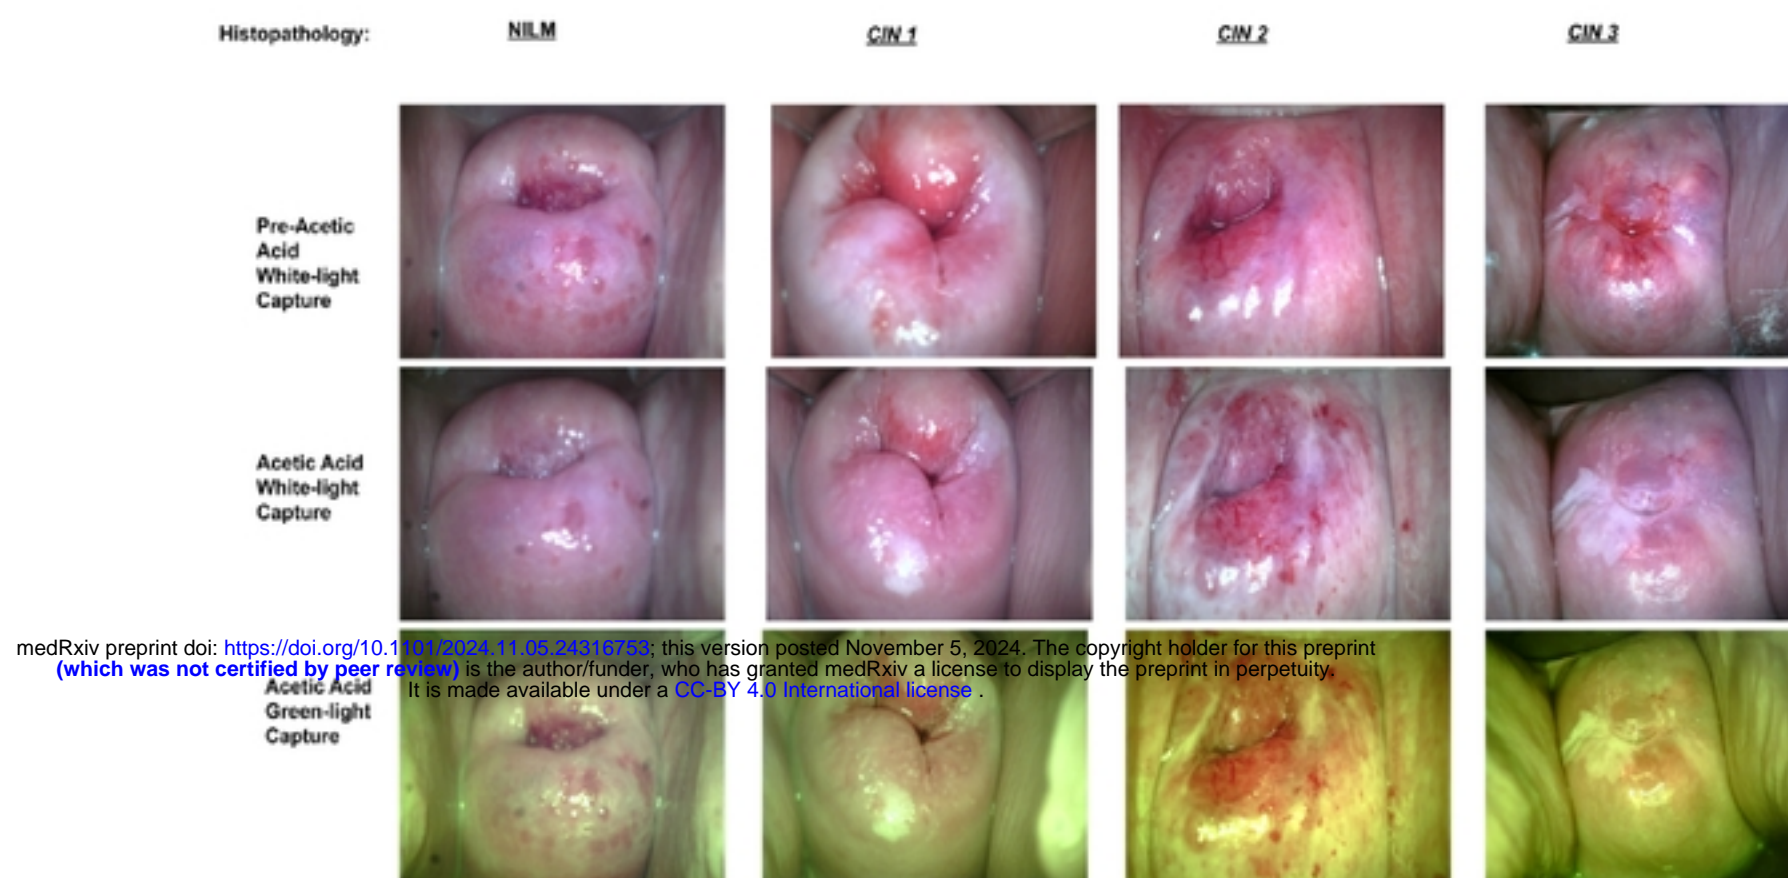 Histopathology: NILM CIN 1 CIN 2 CIN 3
Pre-Acetic
Acid
White-light
Capture
Acetic Acid
White-light
Capture
medRxiv preprint doi: https://doi.org/10.1101/2024.11.05.24316753; this version posted November 5, 2024. The copyright holder for this preprint
(which was not certified by peer review) is the author/funder, who has granted medRxiv a license to display the preprint in perpetuity.
It is made available under a CC-BY 4.0 International license .
Acetic Acid
Green-light
Capture